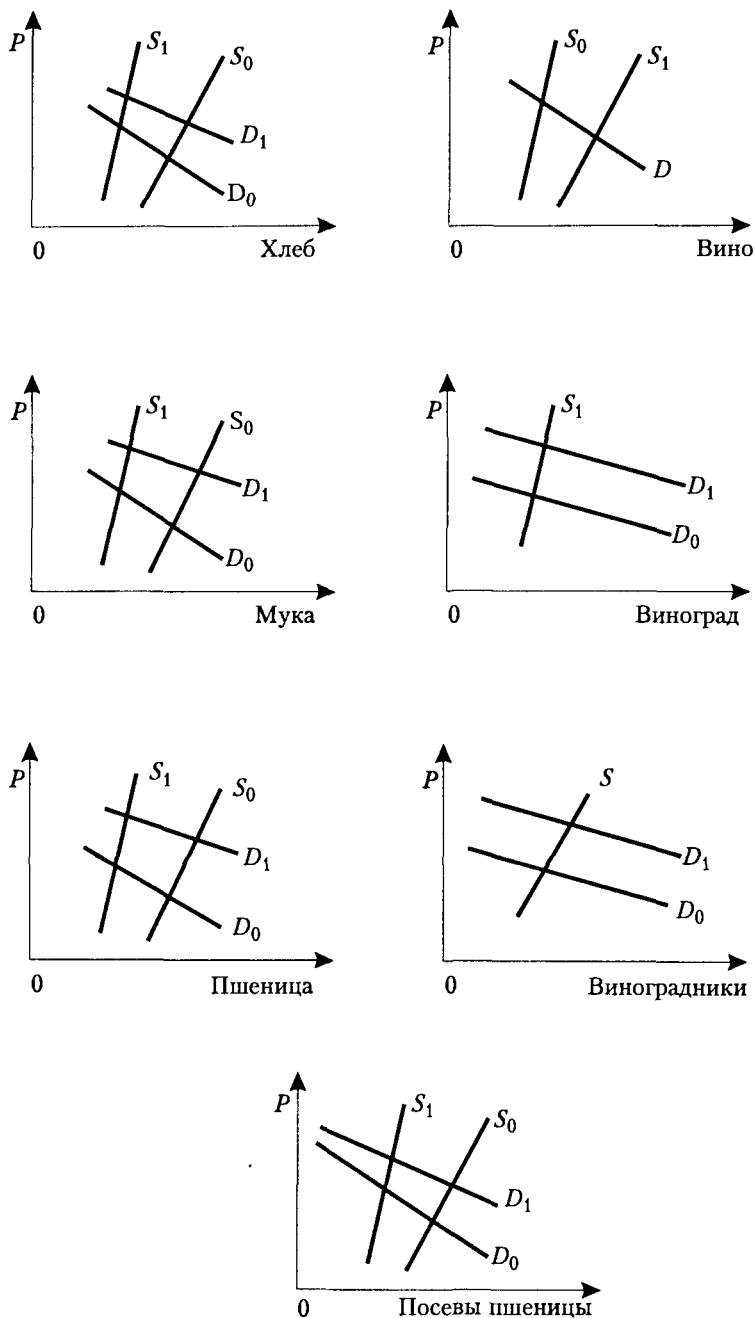 P
S₁
S₀
D₁
D₀
0
Хлеб
P
S₀
S₁
D
0
Вино
P
S₁
S₀
D₁
D₀
0
Мука
P
S₁
D₁
D₀
0
Виноград
P
S₁
S₀
D₁
D₀
0
Пшеница
P
S
D₁
D₀
0
Виноградники
P
S₁
S₀
D₁
D₀
0
Посевы пшеницы